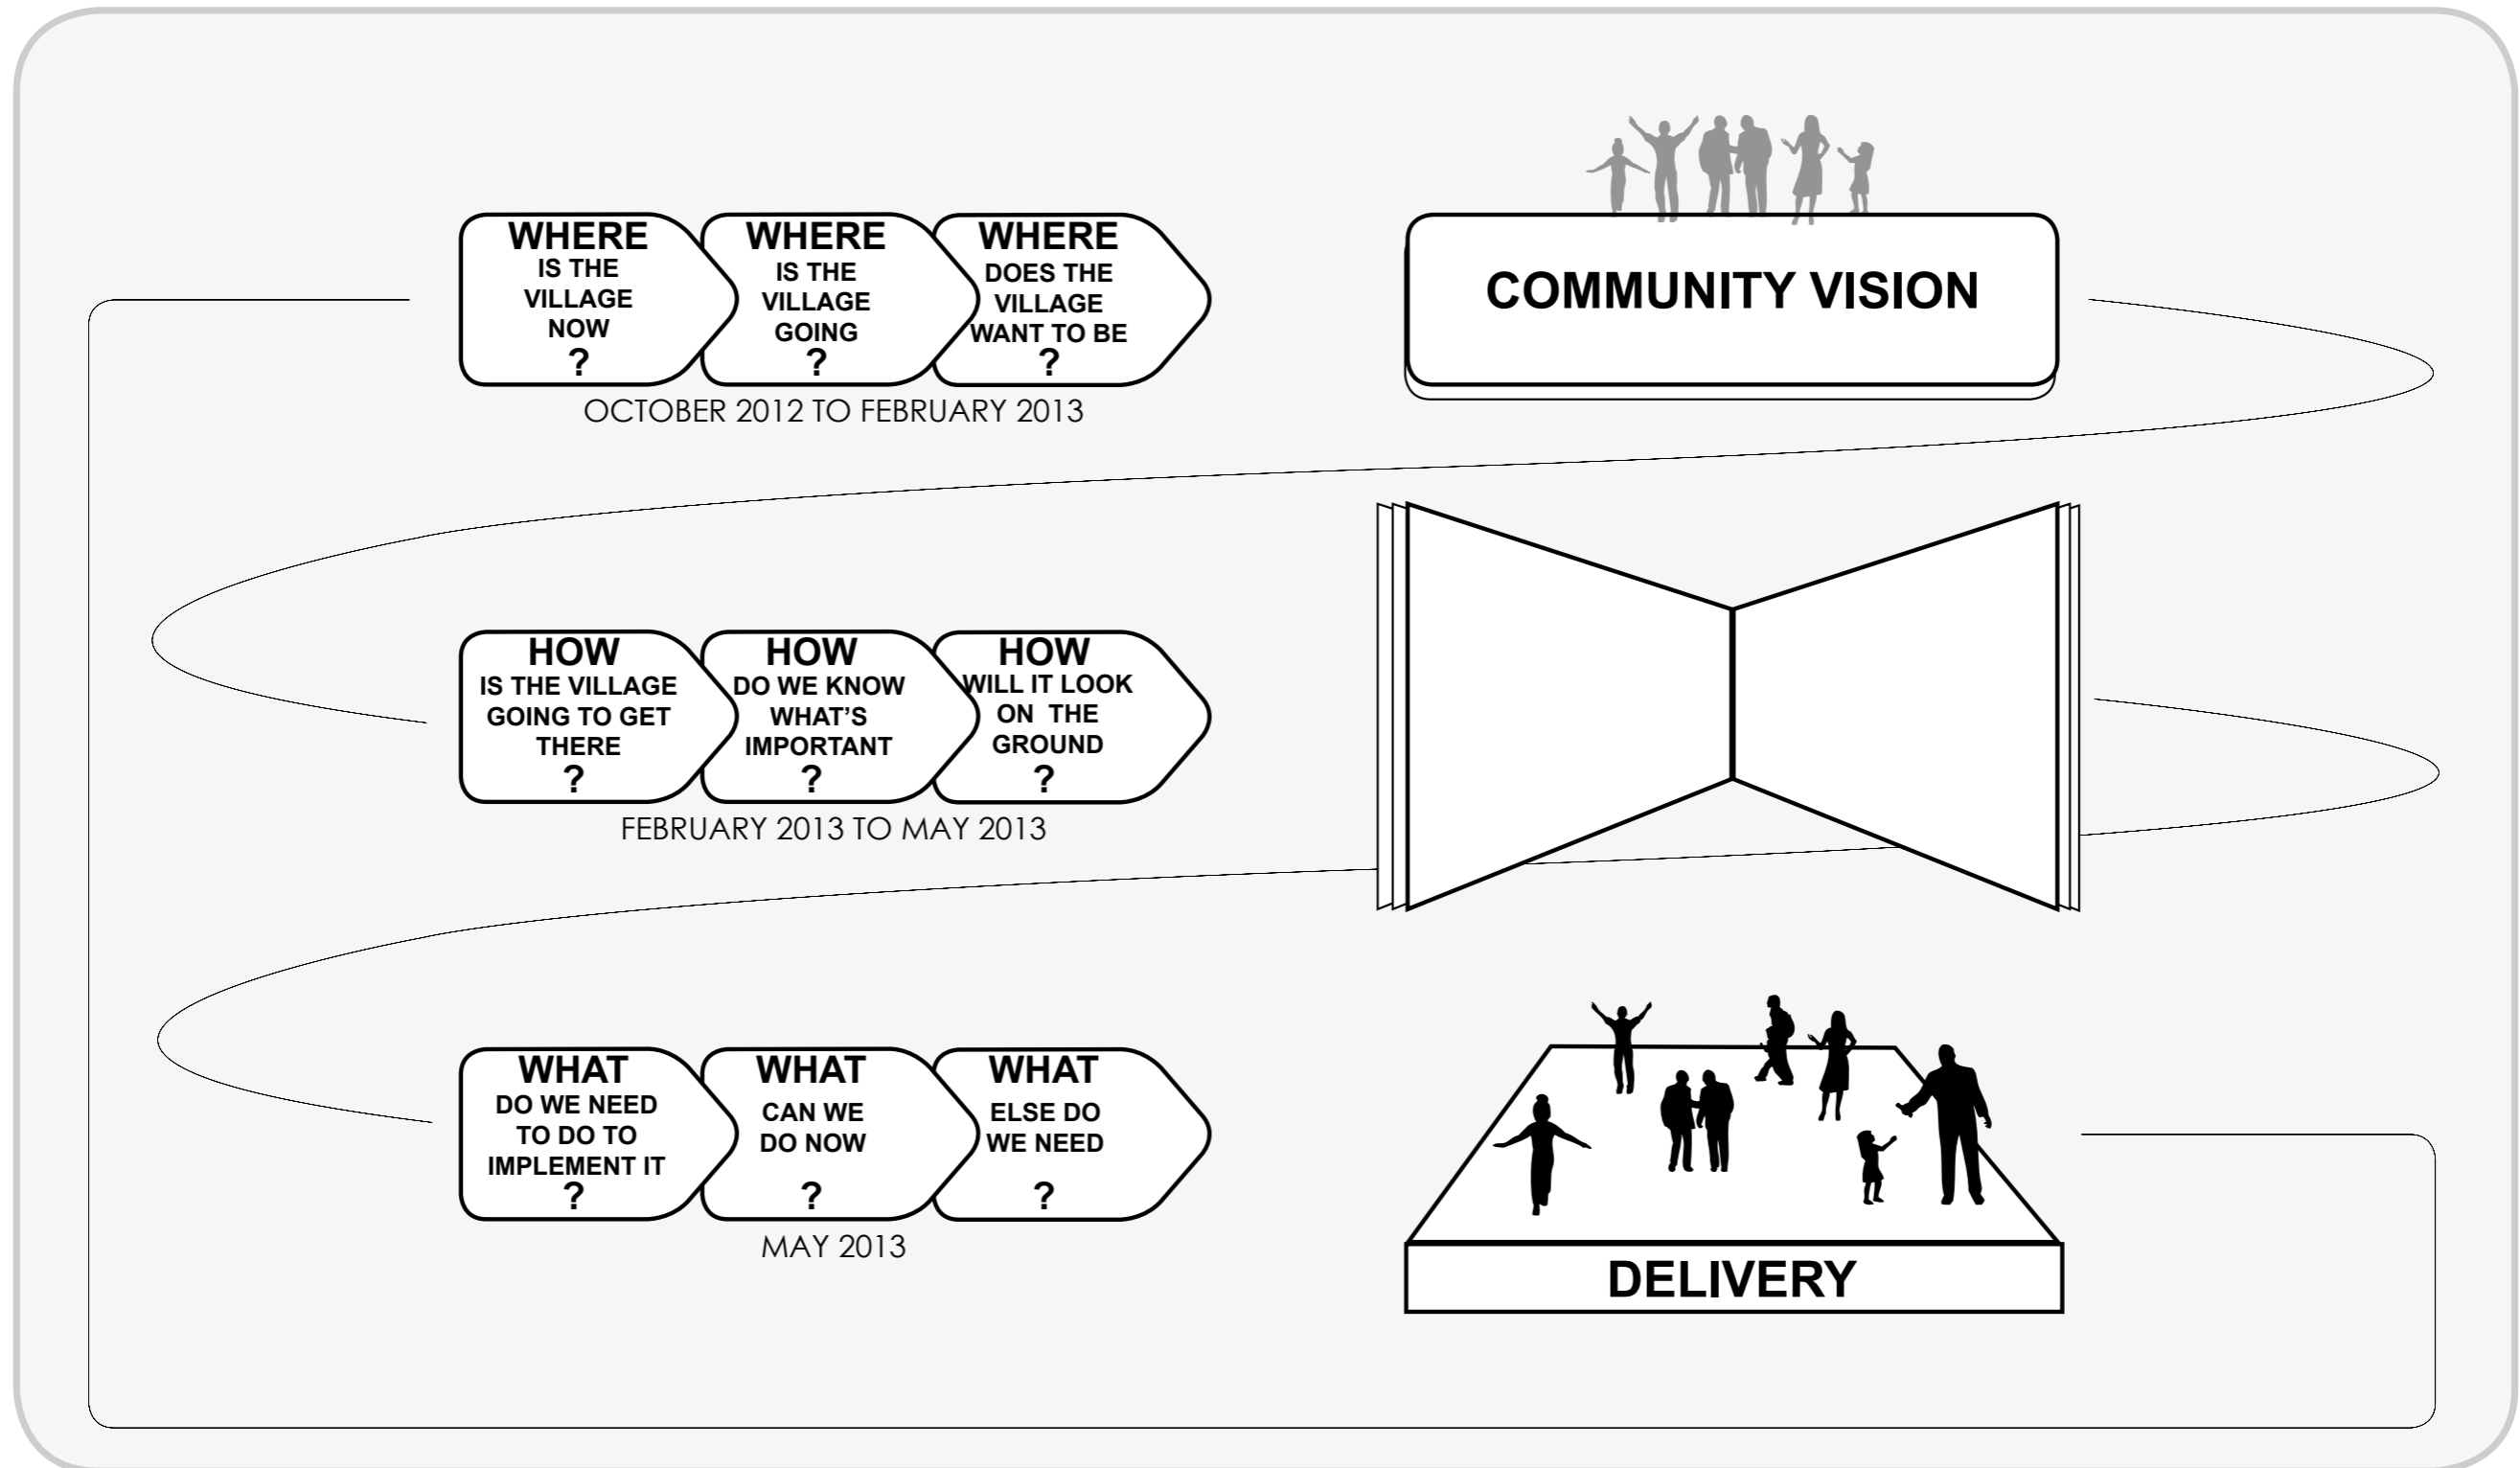 WHERE
IS THE
VILLAGE
NOW
?
WHERE
IS THE
VILLAGE
GOING
?
WHERE
DOES THE
VILLAGE
WANT TO BE
?
OCTOBER 2012 TO FEBRUARY 2013
COMMUNITY VISION
HOW
IS THE VILLAGE
GOING TO GET
THERE
?
HOW
DO WE KNOW
WHAT’S
IMPORTANT
?
HOW
WILL IT LOOK
ON THE
GROUND
?
FEBRUARY 2013 TO MAY 2013
WHAT
DO WE NEED
TO DO TO
IMPLEMENT IT
?
WHAT
CAN WE
DO NOW
?
WHAT
ELSE DO
WE NEED
?
MAY 2013
DELIVERY